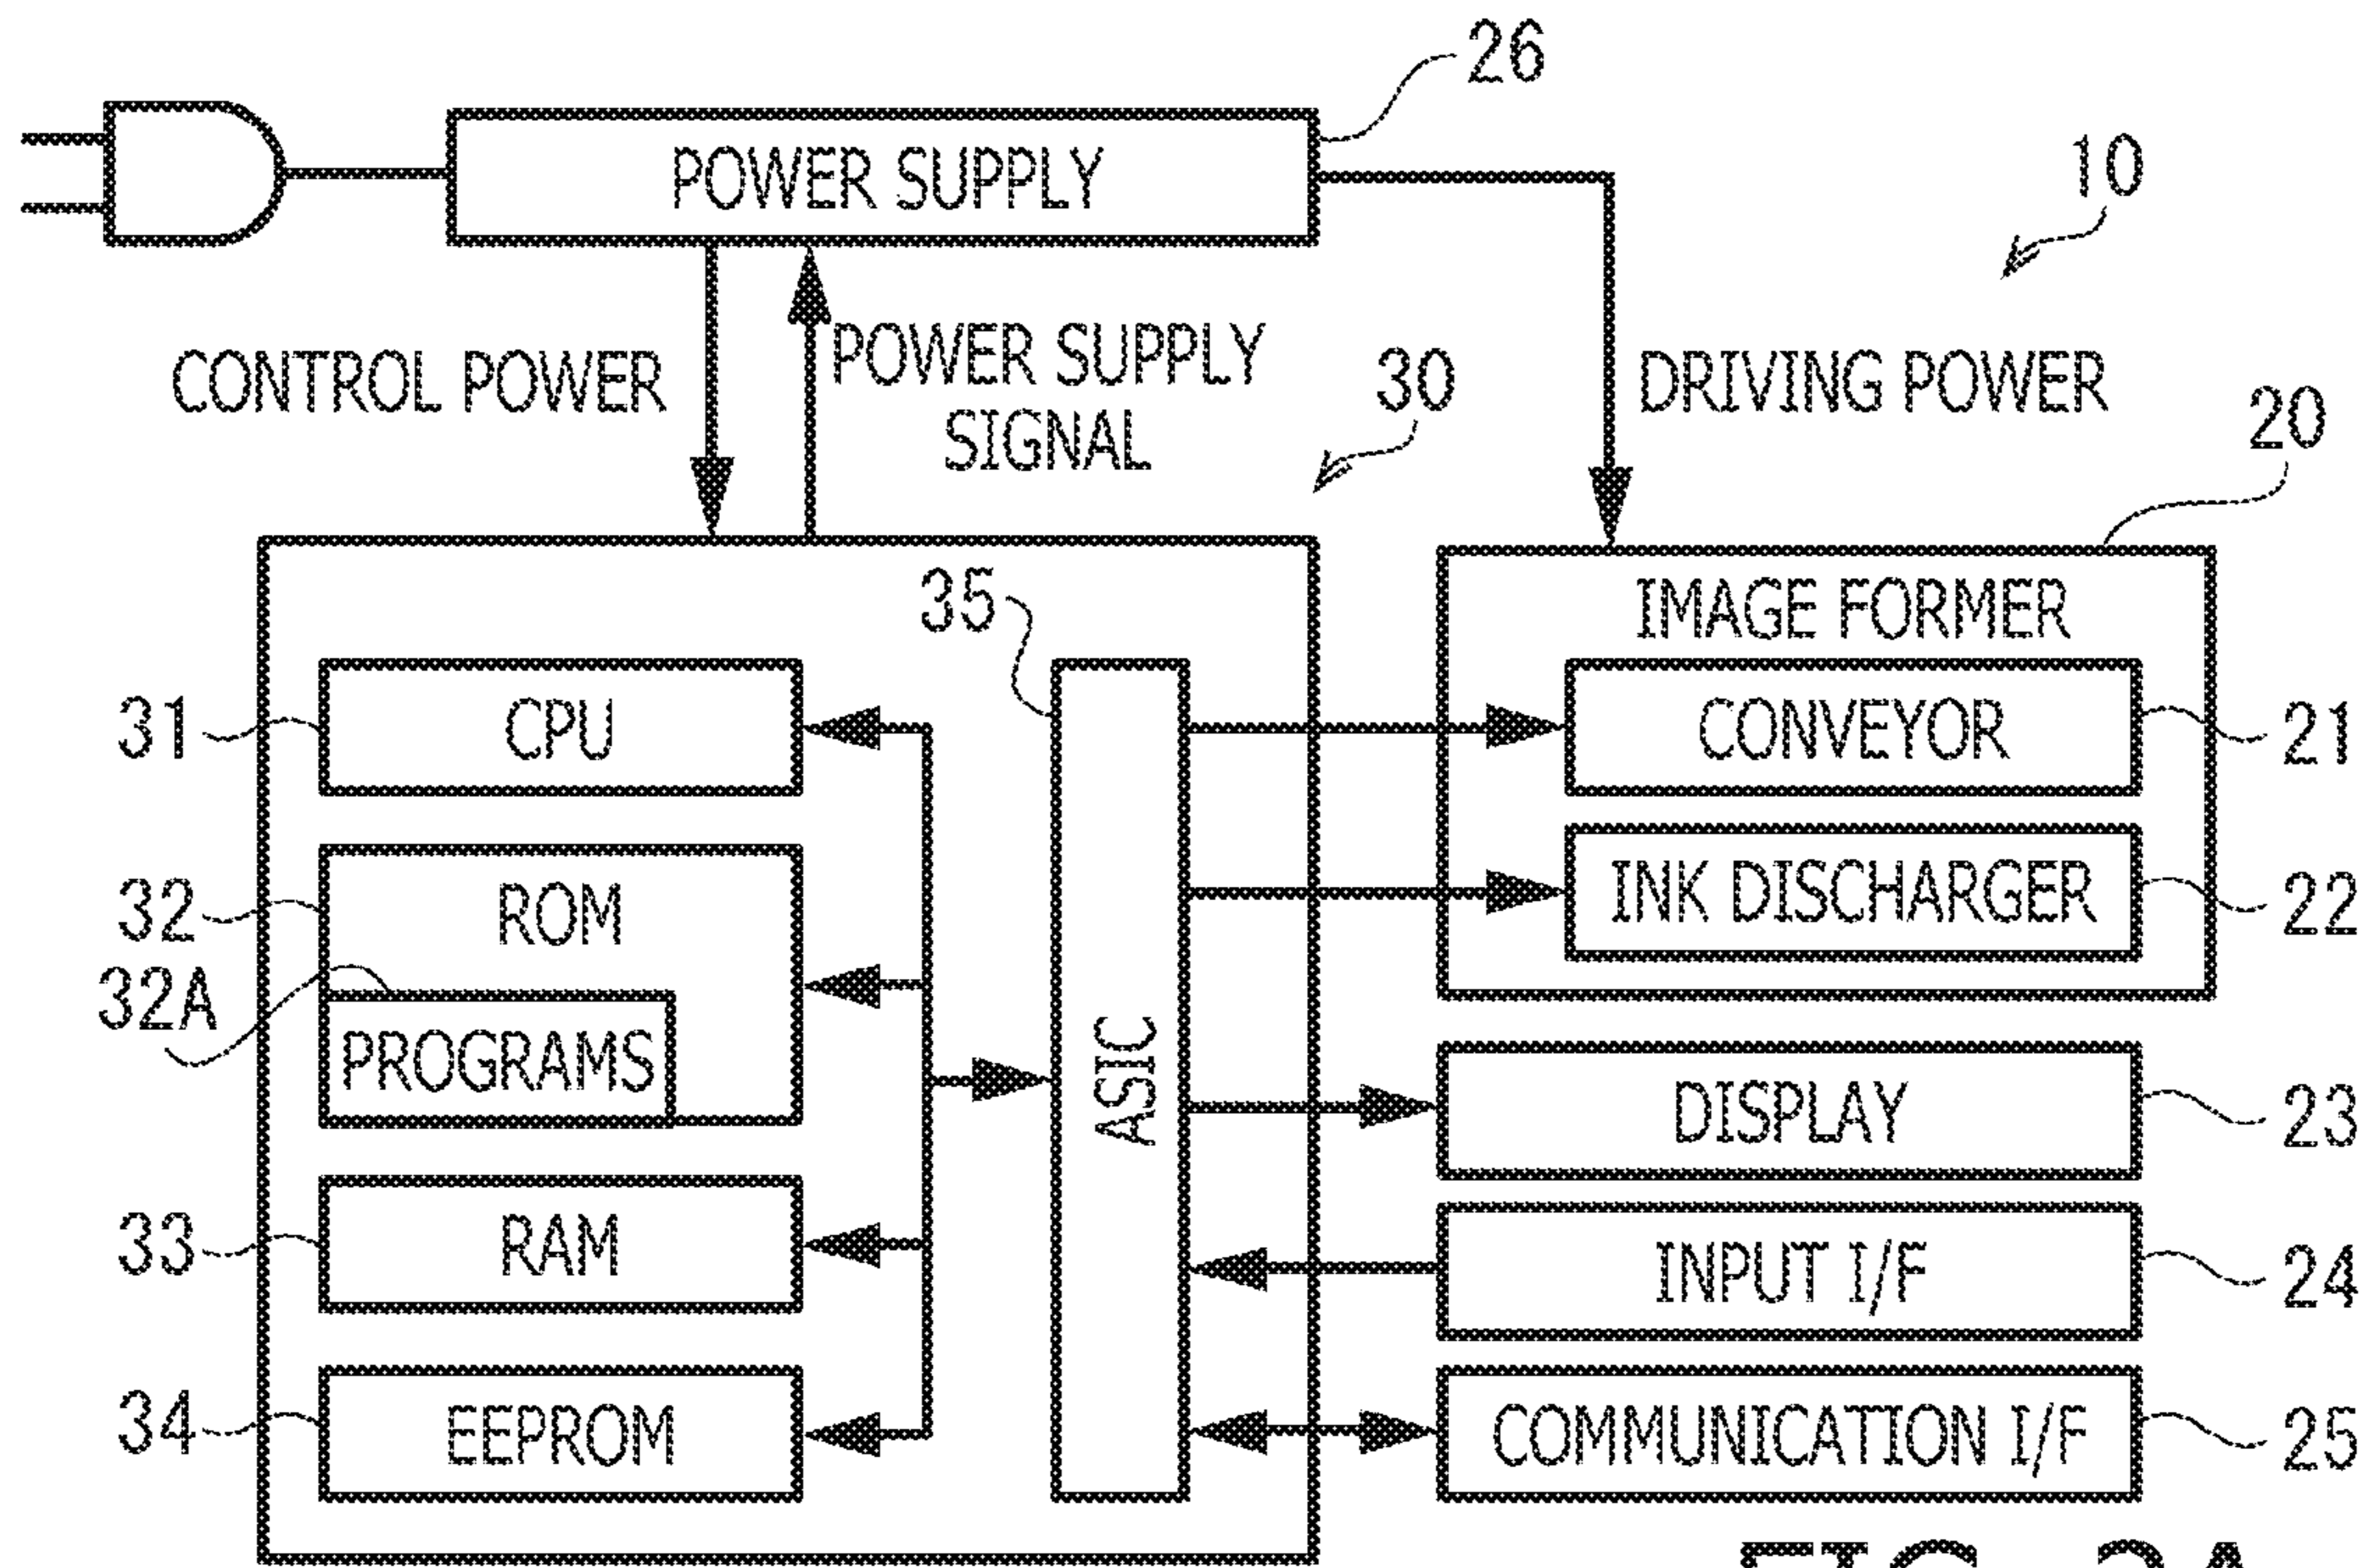 26
POWER SUPPLY
10
CONTROL POWER
POWER SUPPLY
SIGNAL
30
DRIVING POWER
20
35
IMAGE FORMER
31
CPU
CONVEYOR
21
32
ROM
INK DISCHARGER
22
32A
PROGRAMS
ASIC
DISPLAY
23
33
RAM
INPUT I/F
24
34
EEPROM
COMMUNICATION I/F
25